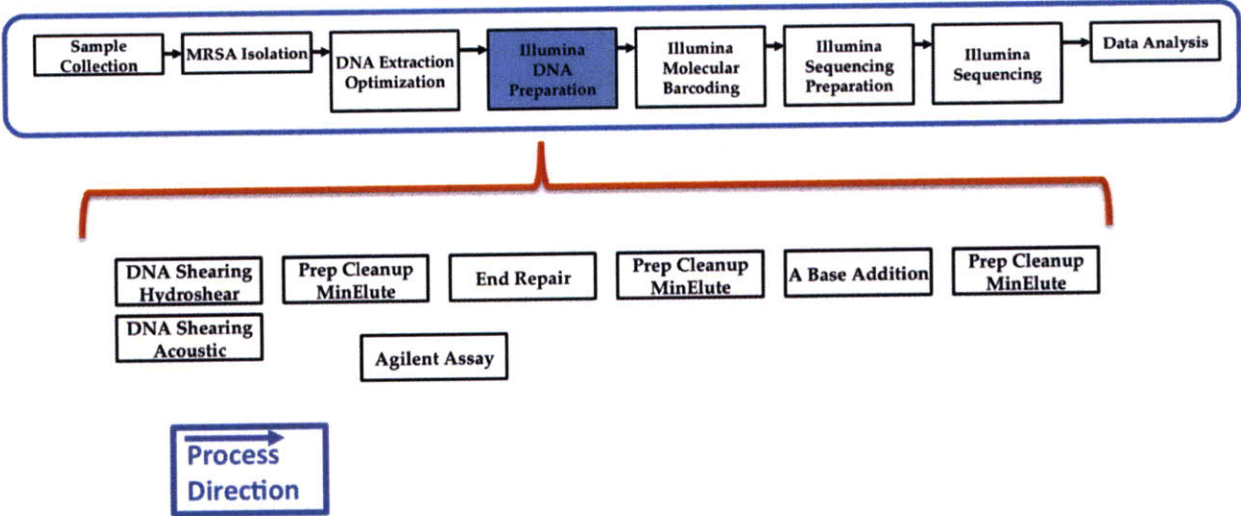 Sample
Collection
MRSA Isolation
DNA Extraction
Optimization
Illumina
DNA
Preparation
Illumina
Molecular
Barcoding
Illumina
Sequencing
Preparation
Illumina
Sequencing
Data Analysis
DNA Shearing
Hydroshear
Prep Cleanup
MinElute
End Repair
Prep Cleanup
MinElute
A Base Addition
Prep Cleanup
MinElute
DNA Shearing
Acoustic
Agilent Assay
Process
Direction